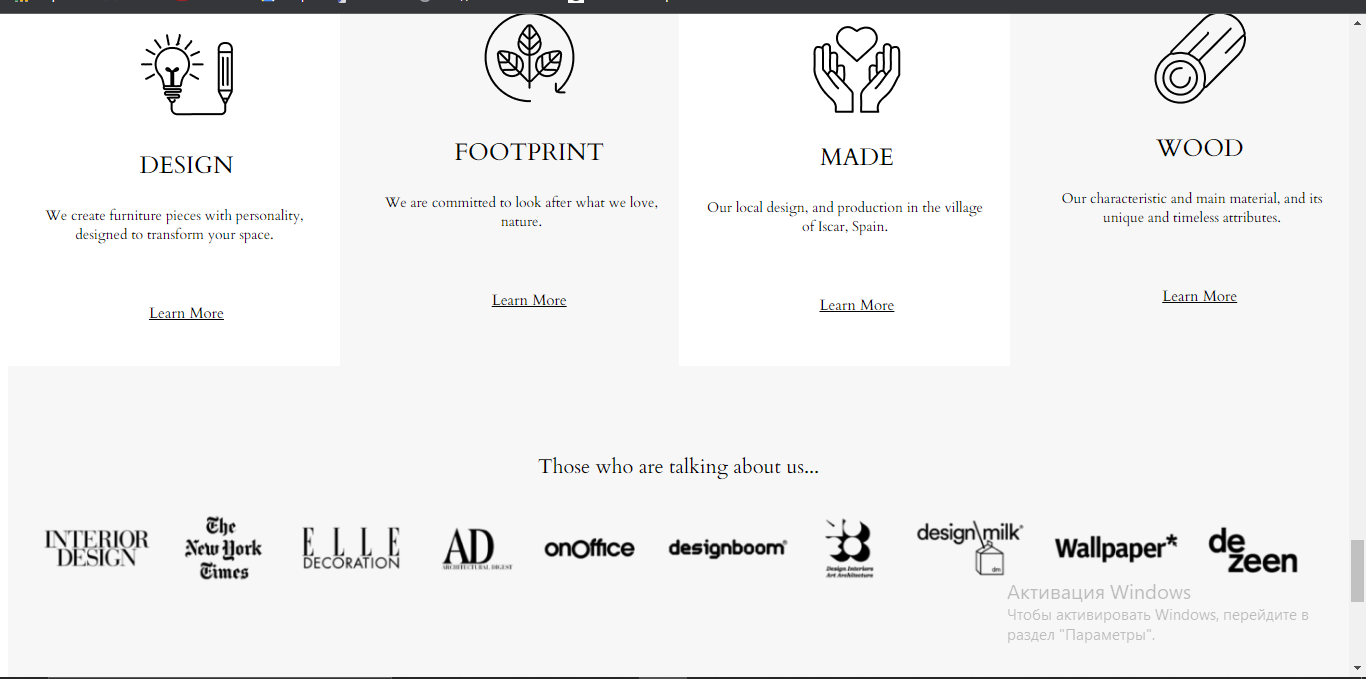 DESIGN
We create furniture pieces with personality,
designed to transform your space.
Learn More
FOOTPRINT
We are committed to look after what we love,
nature.
Learn More
MADE
Our local design, and production in the village
of Iscar, Spain.
Learn More
WOOD
Our characteristic and main material, and its
unique and timeless attributes.
Learn More
Those who are talking about us...
INTERIOR
DESIGN
The
New York
Times
ELLE
DECORATION
AD
ARCHITECTURAL DIGEST
onOffice
designboom®
Design Interiors
Art Architecture
design\milk®
dm
Wallpaper*
de
zeen
Активация Windows
Чтобы активировать Windows, перейдите в
раздел "Параметры".